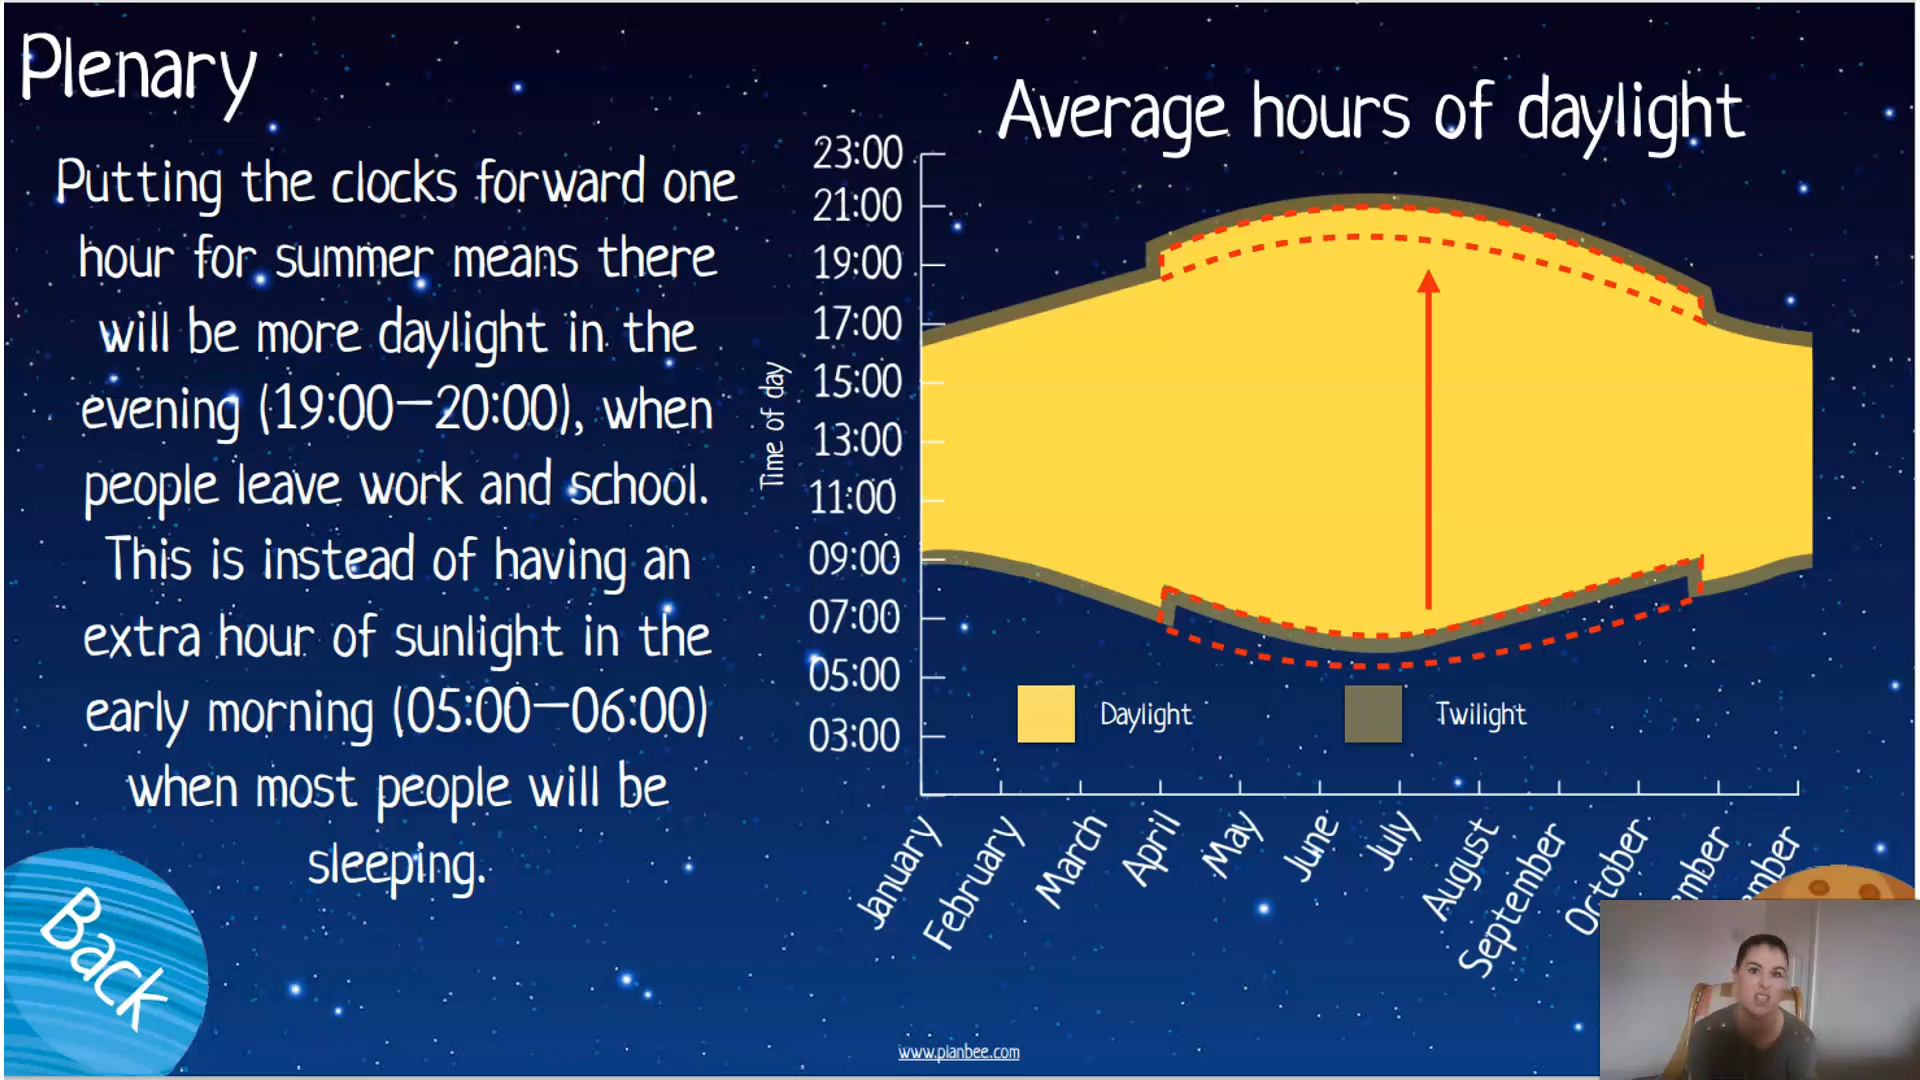 Plenary
Putting the clocks forward one
hour for summer means there
will be more daylight in the
evening (19:00—20:00), when
people leave work and school.
This is instead of having an
extra hour of sunlight in the
early morning (05:00—06:00)
when most people will be
sleeping.
Back
Average hours of daylight
Time of day
23:00
21:00
19:00
17:00
15:00
13:00
11:00
09:00
07:00
05:00
03:00
Daylight
Twilight
January
February
March
April
May
June
July
August
September
October
ember
mber
www.planbee.com